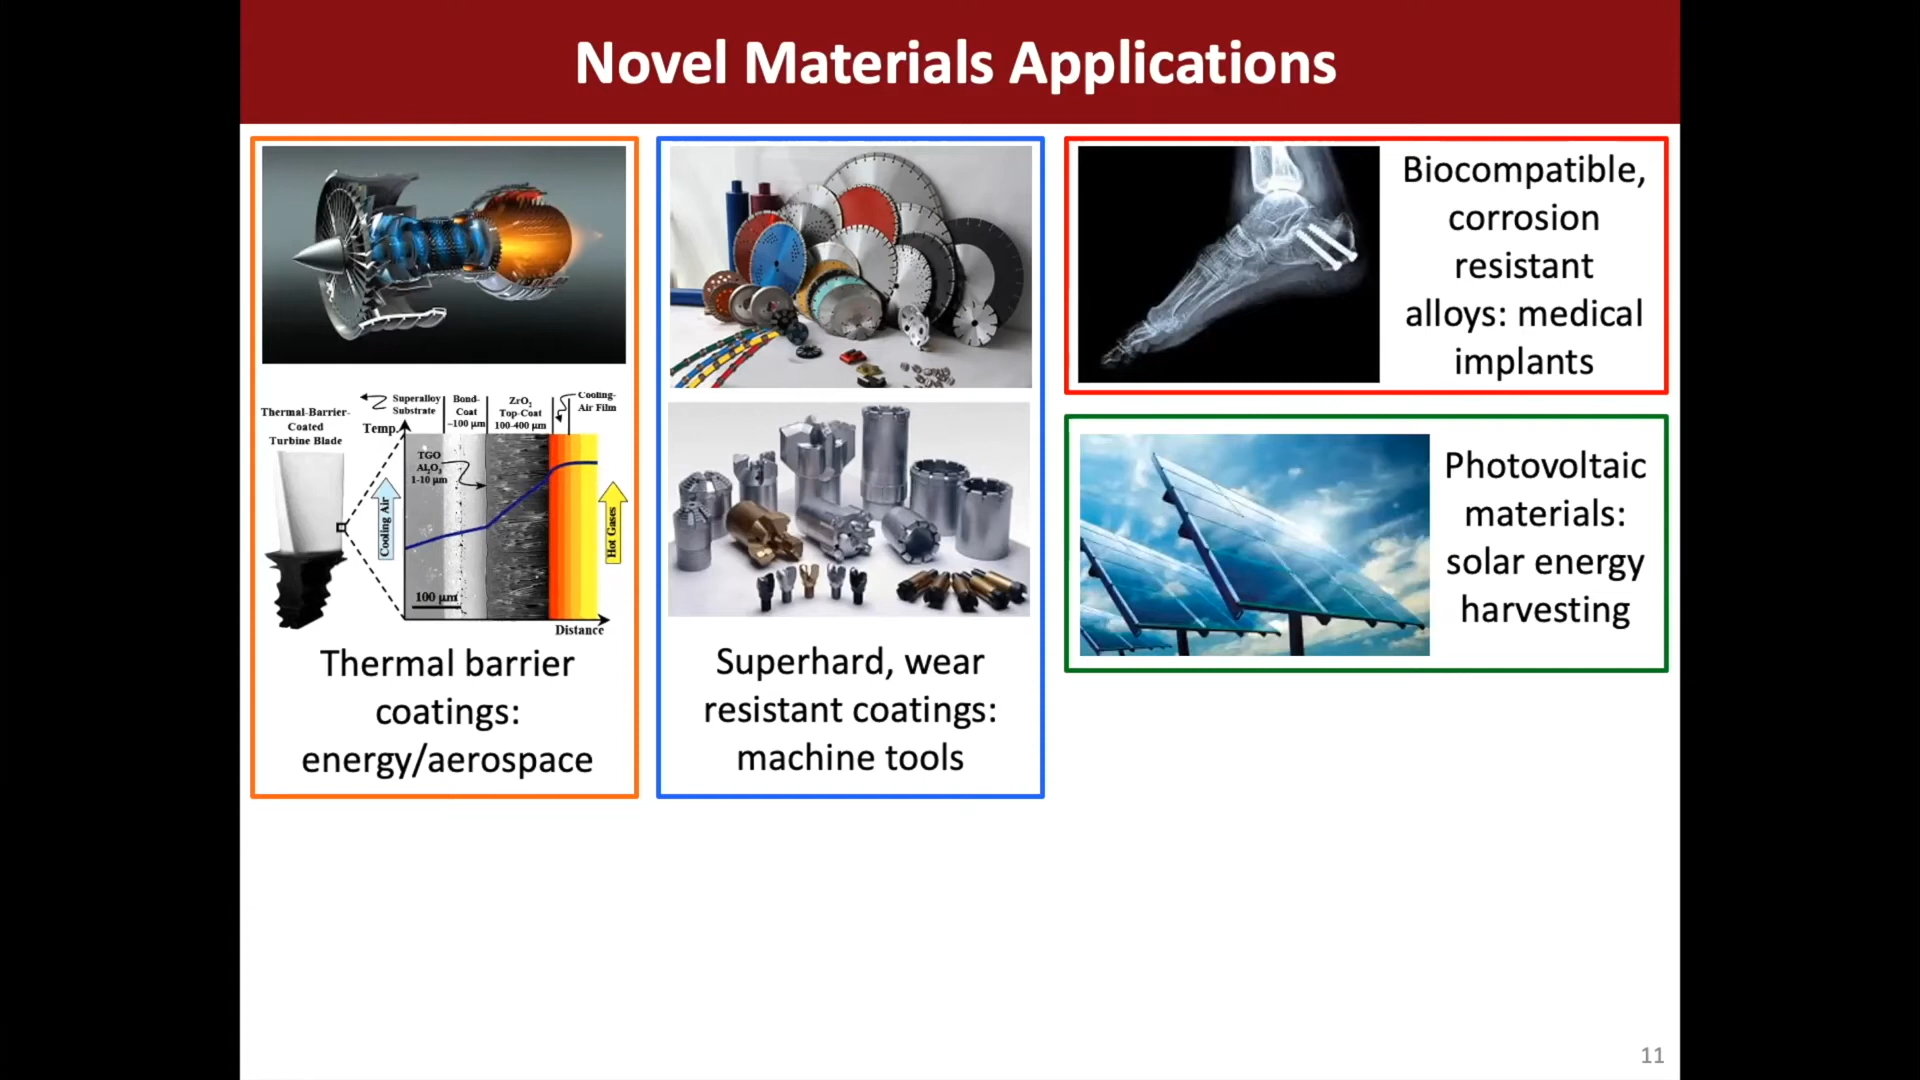 Novel Materials Applications
Thermal-Barrier-
Coated
Turbine Blade
Superalloy
Substrate
Bond-
Coat
~100 μm
ZrO2
Top-Coat
100-400 μm
Cooling-
Air Film
Temp.
TGO
Al2O3
1-10 μm
Cooling Air
Hot Gases
100 μm
Distance
Thermal barrier
coatings:
energy/aerospace
Superhard, wear
resistant coatings:
machine tools
Biocompatible,
corrosion
resistant
alloys: medical
implants
Photovoltaic
materials:
solar energy
harvesting
11